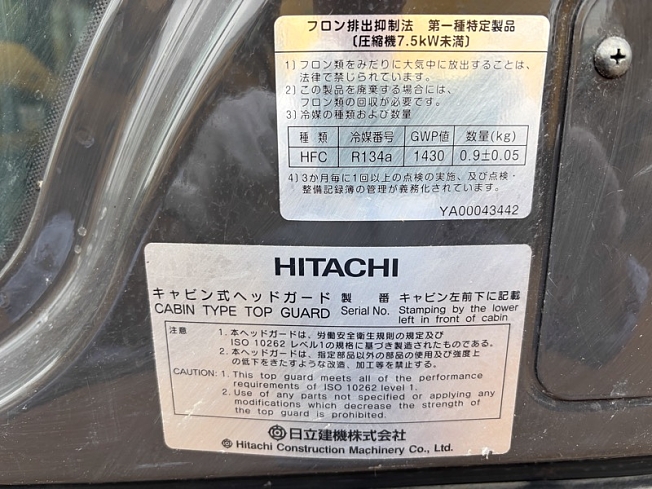 フロン排出抑制法 第一種特定製品
〔圧縮機7.5kW未満〕
1) フロン類をみだりに大気中に放出することは、
法律で禁じられています。
2) この製品を廃棄する場合には、
フロン類の回収が必要です。
3) 冷媒の種類および数量
種類 冷媒番号 GWP値 数量(kg)
HFC R134a 1430 0.9±0.05
4) 3か月毎に1回以上の点検の実施、及び点検・
整備記録簿の管理が義務化されています。
YA00043442
HITACHI
キャビン式ヘッドガード 製番 キャビン左前下に記載
CABIN TYPE TOP GUARD Serial No. Stamping by the lower
left in front of cabin
注意 1. 本ヘッドガードは、労働安全衛生規則の規定及び
ISO 10262 レベル1の規格に基づき製造されたものである。
2. 本ヘッドガードは、指定部品以外の部品の使用及び強度上
の低下をきたすような改造、加工等を禁止する。
CAUTION: 1. This top guard meets all of the performance
requirements of ISO 10262 level 1.
2. Use of any parts not specified or applying any
modifications which decrease the strength of
the top guard is prohibited.
日立建機株式会社
Hitachi Construction Machinery Co., Ltd.